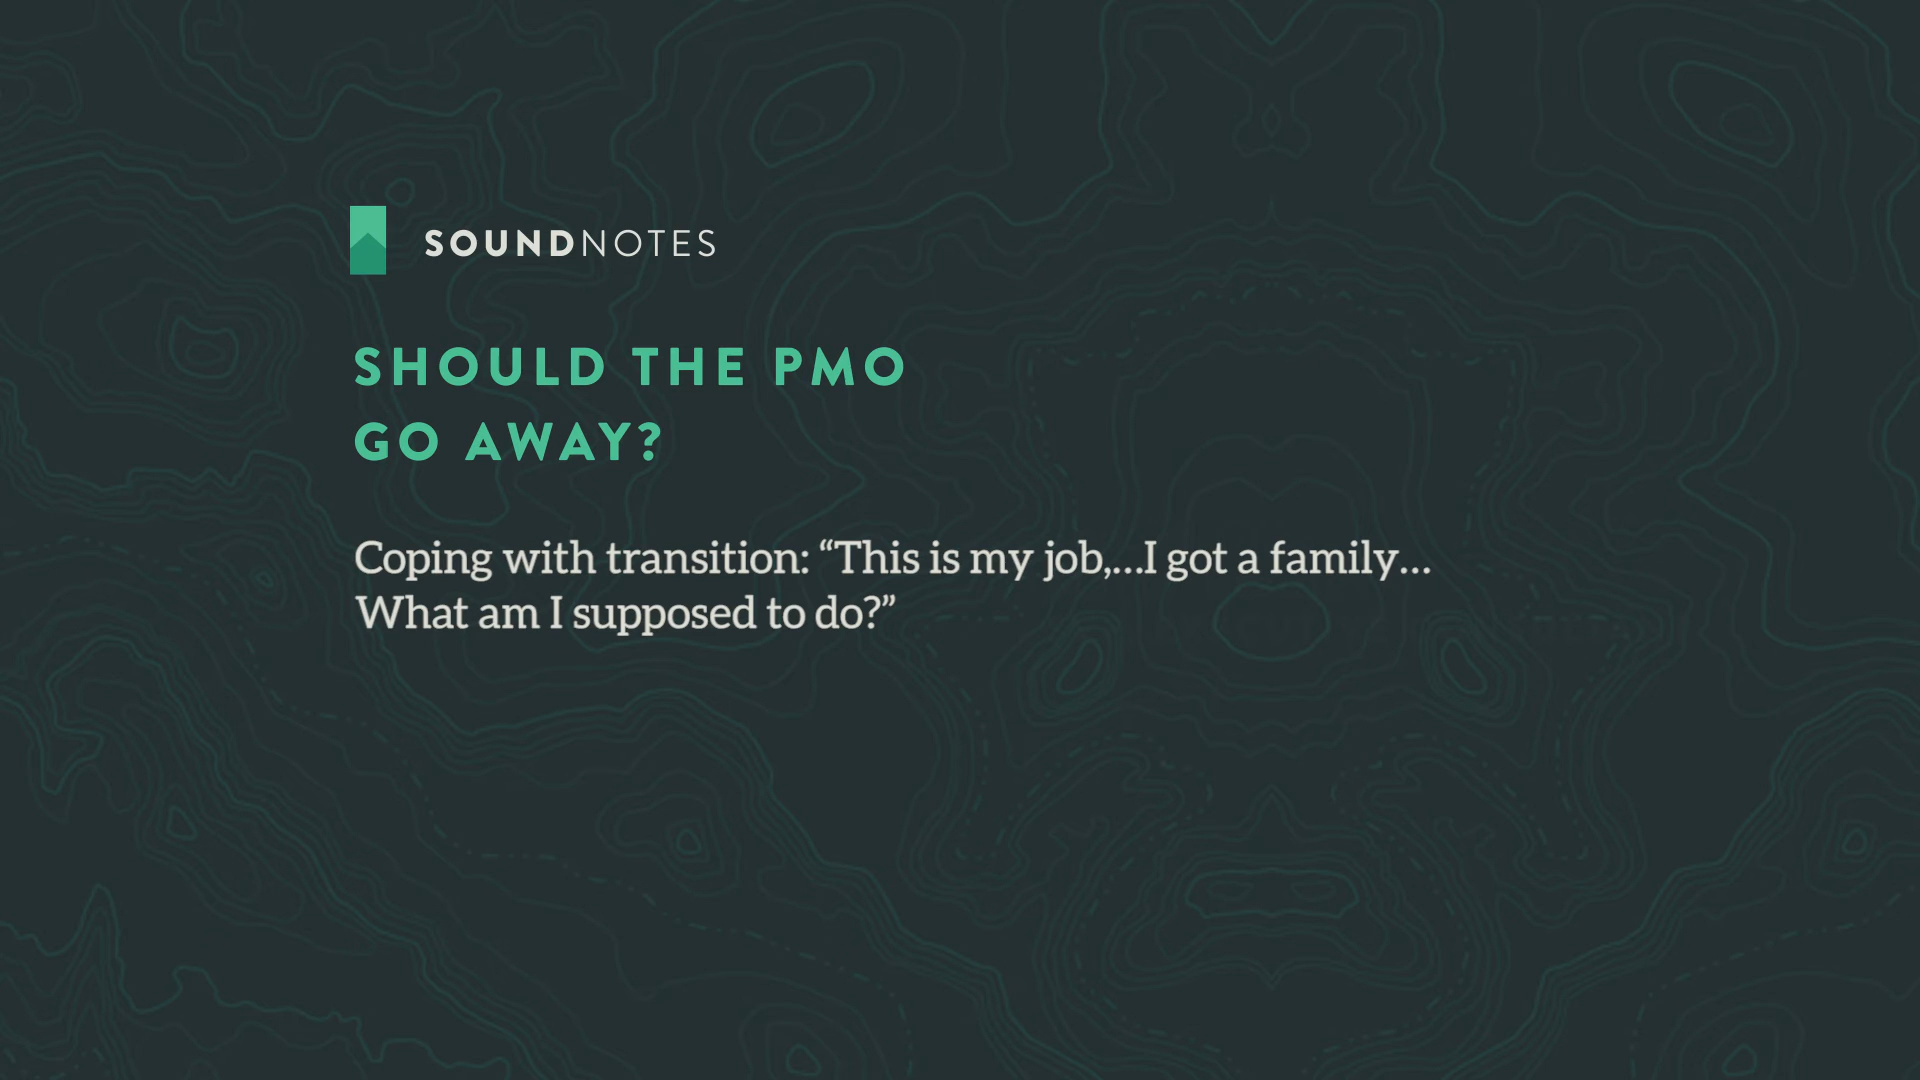 SOUNDNOTES
SHOULD THE PMO
GO AWAY?
Coping with transition: “This is my job,…I got a family…
What am I supposed to do?”